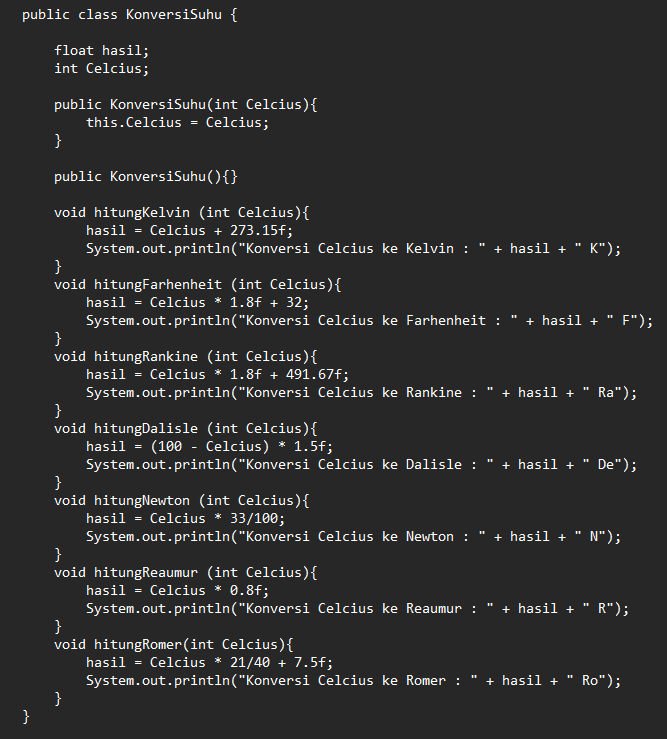 public class KonversiSuhu {
float hasil;
int Celcius;
public KonversiSuhu(int Celcius){
this.Celcius = Celcius;
}
public KonversiSuhu(){}
void hitungKelvin (int Celcius){
hasil = Celcius + 273.15f;
System.out.println("Konversi Celcius ke Kelvin : " + hasil + " K");
}
void hitungFarhenheit (int Celcius){
hasil = Celcius * 1.8f + 32;
System.out.println("Konversi Celcius ke Farhenheit : " + hasil + " F");
}
void hitungRankine (int Celcius){
hasil = Celcius * 1.8f + 491.67f;
System.out.println("Konversi Celcius ke Rankine : " + hasil + " Ra");
}
void hitungDalisle (int Celcius){
hasil = (100 - Celcius) * 1.5f;
System.out.println("Konversi Celcius ke Dalisle : " + hasil + " De");
}
void hitungNewton (int Celcius){
hasil = Celcius * 33/100;
System.out.println("Konversi Celcius ke Newton : " + hasil + " N");
}
void hitungReaumur (int Celcius){
hasil = Celcius * 0.8f;
System.out.println("Konversi Celcius ke Reaumur : " + hasil + " R");
}
void hitungRomer(int Celcius){
hasil = Celcius * 21/40 + 7.5f;
System.out.println("Konversi Celcius ke Romer : " + hasil + " Ro");
}
}